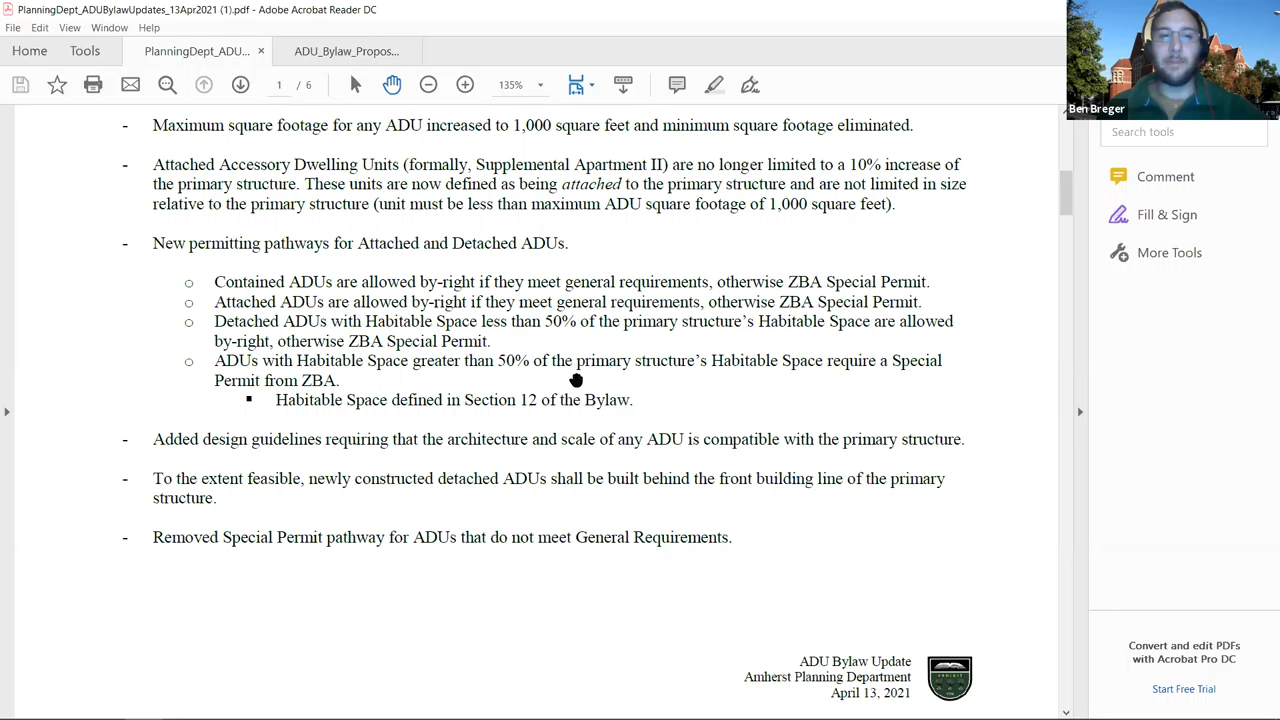 PlanningDept_ADUBylawUpdates_13Apr2021 (1).pdf - Adobe Acrobat Reader DC
File Edit View Window Help
Home Tools PlanningDept_ADU... × ADU_Bylaw_Propos...
1 / 6 135%
Ben Breger
Search tools
Comment
Fill & Sign
More Tools
- Maximum square footage for any ADU increased to 1,000 square feet and minimum square footage eliminated.
- Attached Accessory Dwelling Units (formally, Supplemental Apartment II) are no longer limited to a 10% increase of
the primary structure. These units are now defined as being attached to the primary structure and are not limited in size
relative to the primary structure (unit must be less than maximum ADU square footage of 1,000 square feet).
- New permitting pathways for Attached and Detached ADUs.
o Contained ADUs are allowed by-right if they meet general requirements, otherwise ZBA Special Permit.
o Attached ADUs are allowed by-right if they meet general requirements, otherwise ZBA Special Permit.
o Detached ADUs with Habitable Space less than 50% of the primary structure's Habitable Space are allowed
by-right, otherwise ZBA Special Permit.
o ADUs with Habitable Space greater than 50% of the primary structure's Habitable Space require a Special
Permit from ZBA.
▪ Habitable Space defined in Section 12 of the Bylaw.
- Added design guidelines requiring that the architecture and scale of any ADU is compatible with the primary structure.
- To the extent feasible, newly constructed detached ADUs shall be built behind the front building line of the primary
structure.
- Removed Special Permit pathway for ADUs that do not meet General Requirements.
ADU Bylaw Update
Amherst Planning Department
April 13, 2021
Convert and edit PDFs
with Acrobat Pro DC
Start Free Trial